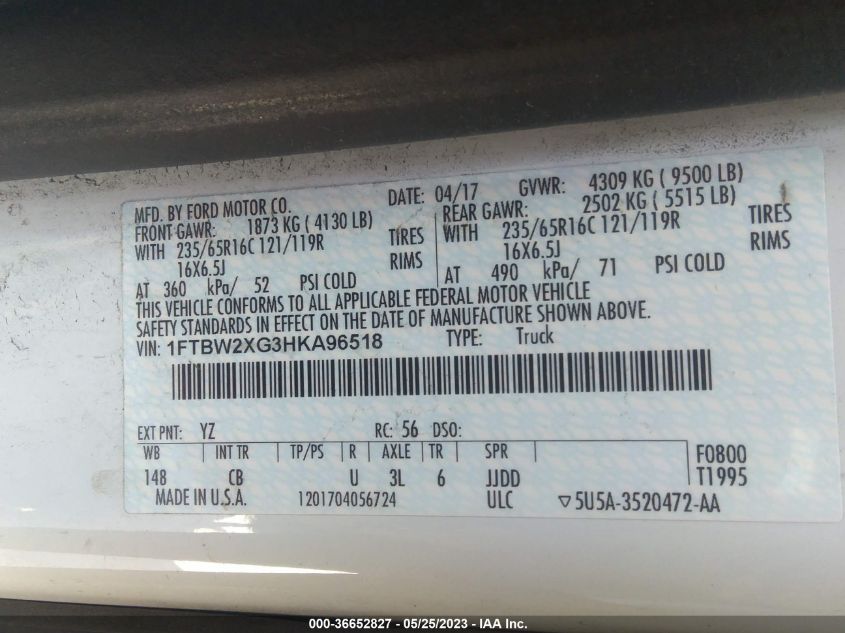 MFD. BY FORD MOTOR CO. DATE: 04/17 GVWR: 4309 KG ( 9500 LB)
FRONT GAWR: 1873 KG ( 4130 LB) REAR GAWR: 2502 KG ( 5515 LB)
WITH 235/65R16C 121/119R TIRES WITH 235/65R16C 121/119R TIRES
16X6.5J RIMS 16X6.5J RIMS
AT 360 kPa/ 52 PSI COLD AT 490 kPa/ 71 PSI COLD
THIS VEHICLE CONFORMS TO ALL APPLICABLE FEDERAL MOTOR VEHICLE
SAFETY STANDARDS IN EFFECT ON THE DATE OF MANUFACTURE SHOWN ABOVE.
VIN: 1FTBW2XG3HKA96518 TYPE: Truck
EXT PNT: YZ RC: 56 DSO:
WB INT TR TP/PS R AXLE TR SPR F0800
148 CB U 3L 6 JJDD T1995
MADE IN U.S.A. 1201704056724 ULC ▽5U5A-3520472-AA
000-36652827 - 05/25/2023 - IAA Inc.